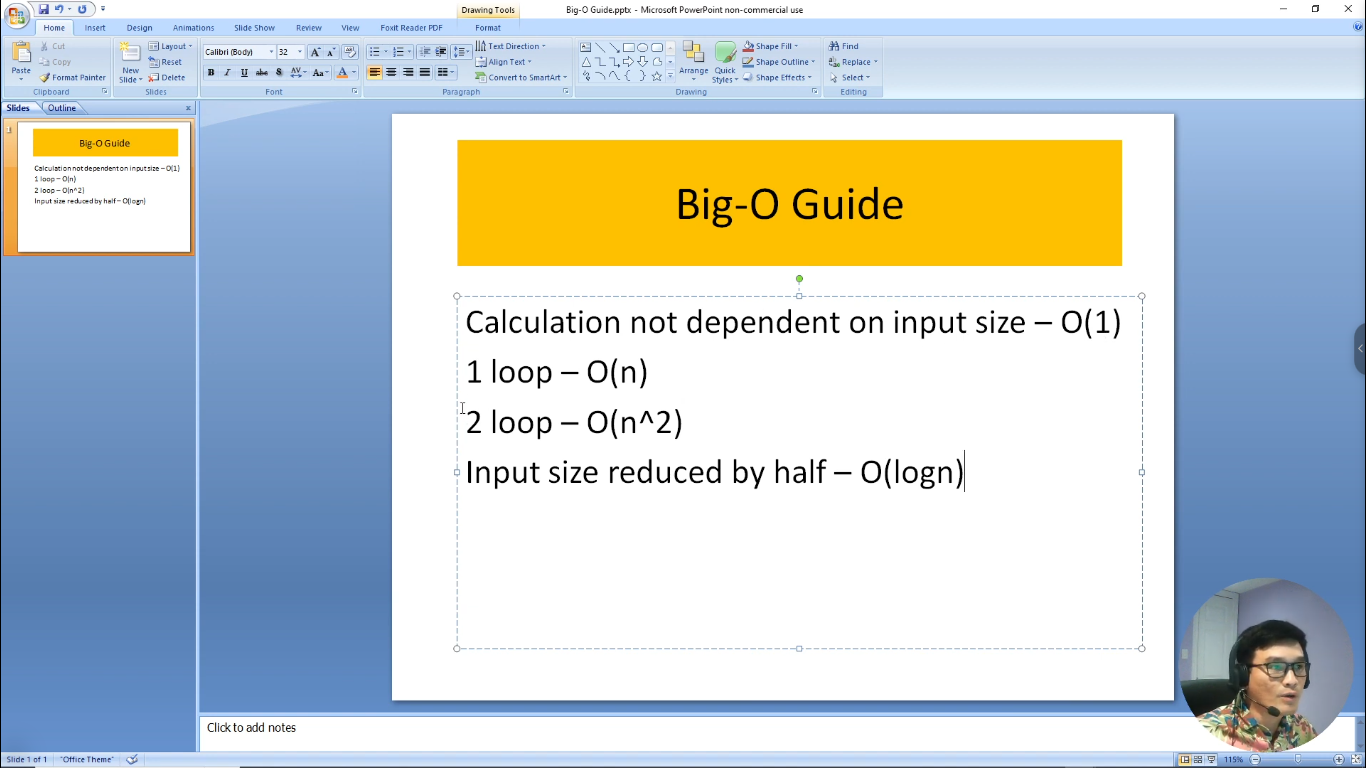 Drawing Tools
Big-O Guide.pptx - Microsoft PowerPoint non-commercial use
Home
Insert
Design
Animations
Slide Show
Review
View
Foxit Reader PDF
Format
Paste
Cut
Copy
Format Painter
Clipboard
New Slide
Layout
Reset
Delete
Slides
Calibri (Body)
32
B I U abc S AV Aa A
Font
Text Direction
Align Text
Convert to SmartArt
Paragraph
Arrange
Quick Styles
Shape Fill
Shape Outline
Shape Effects
Drawing
Find
Replace
Select
Editing
Slides
Outline
1
Big-O Guide
Calculation not dependent on input size – O(1)
1 loop – O(n)
2 loop – O(n^2)
Input size reduced by half – O(logn)
Big-O Guide
Calculation not dependent on input size – O(1)
1 loop – O(n)
2 loop – O(n^2)
Input size reduced by half – O(logn)
Click to add notes
Slide 1 of 1
"Office Theme"
115%